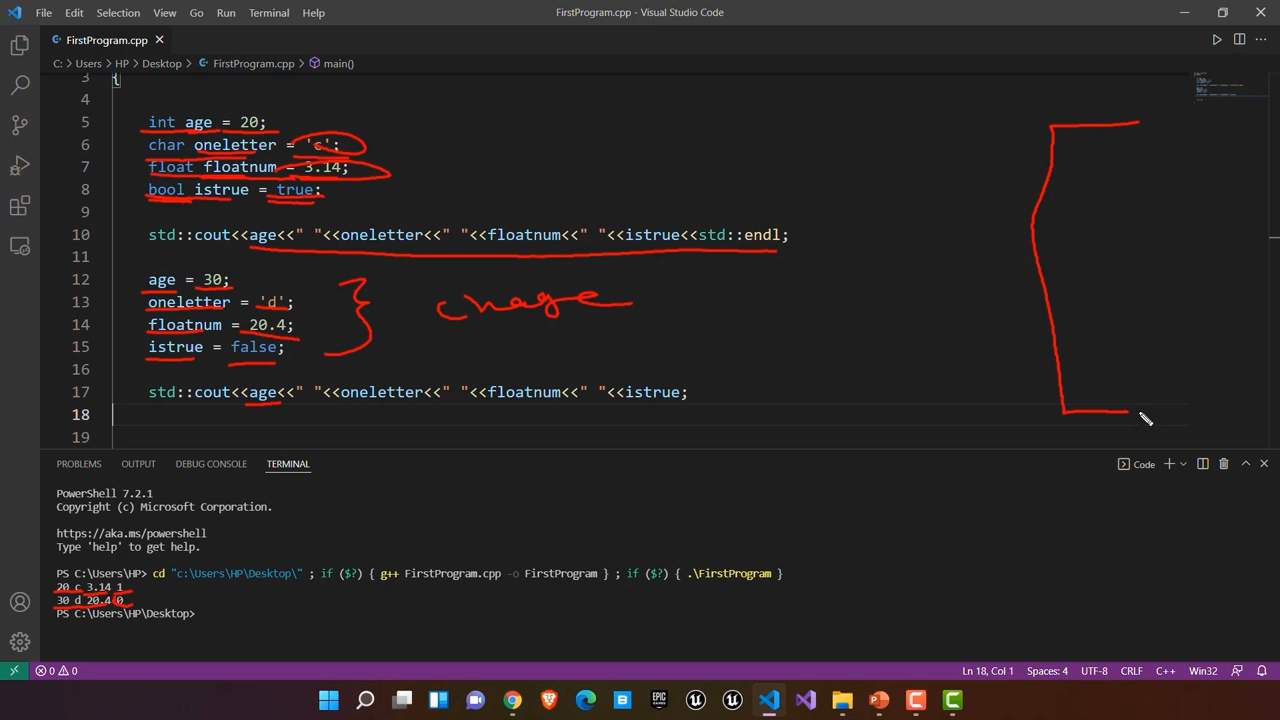 File Edit Selection View Go Run Terminal Help FirstProgram.cpp - Visual Studio Code
FirstProgram.cpp
C: > Users > HP > Desktop > FirstProgram.cpp > main()
3 {
4
5 int age = 20;
6 char oneletter = 'c';
7 float floatnum = 3.14;
8 bool istrue = true;
9
10 std::cout<<age<<" "<<oneletter<<" "<<floatnum<<" "<<istrue<<std::endl;
11
12 age = 30;
13 oneletter = 'd';
14 floatnum = 20.4;
15 istrue = false;
chage
16
17 std::cout<<age<<" "<<oneletter<<" "<<floatnum<<" "<<istrue;
18
19
PROBLEMS OUTPUT DEBUG CONSOLE TERMINAL Code
PowerShell 7.2.1
Copyright (c) Microsoft Corporation.
https://aka.ms/powershell
Type 'help' to get help.
PS C:\Users\HP> cd "c:\Users\HP\Desktop\" ; if ($?) { g++ FirstProgram.cpp -o FirstProgram } ; if ($?) { .\FirstProgram }
20 c 3.14 1
30 d 20.4 0
PS C:\Users\HP\Desktop>
0 0 Ln 18, Col 1 Spaces: 4 UTF-8 CRLF C++ Win32